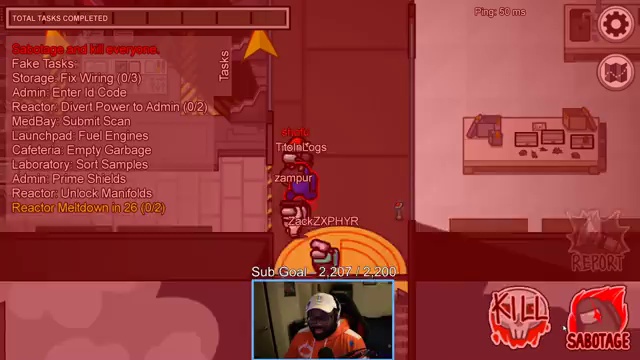 TOTAL TASKS COMPLETED
Ping: 50 ms
Sabotage and kill everyone.
Fake Tasks:
Storage: Fix Wiring (0/3)
Admin: Enter Id Code
Reactor: Divert Power to Admin (0/2)
MedBay: Submit Scan
Launchpad: Fuel Engines
Cafeteria: Empty Garbage
Laboratory: Sort Samples
Admin: Prime Shields
Reactor: Unlock Manifolds
Reactor Meltdown in 26 (0/2)
Tasks
TitoInLogs
zampur
ZackZXPHYR
Sub Goal 2,207 / 2,200
REPORT
KILL
SABOTAGE